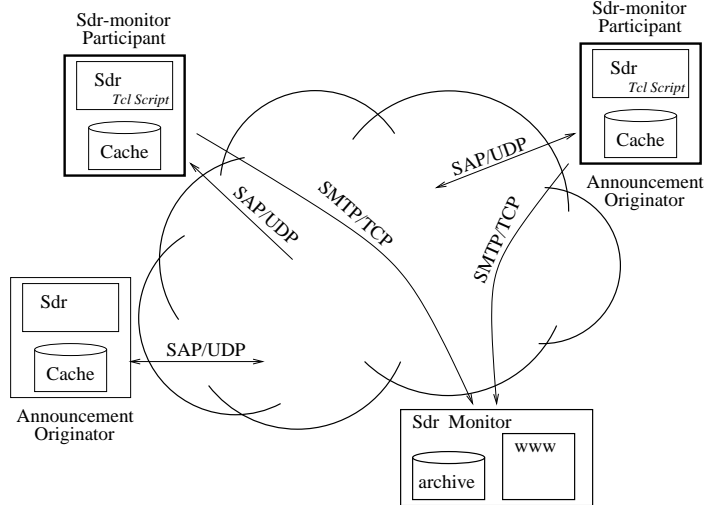 Sdr-monitor
Participant
Sdr
Tcl Script
Cache
Sdr-monitor
Participant
Sdr
Tcl Script
Cache
Announcement
Originator
SAP/UDP
SAP/UDP
SMTP/TCP
SMTP/TCP
Sdr
Cache
SAP/UDP
Announcement
Originator
Sdr Monitor
www
archive